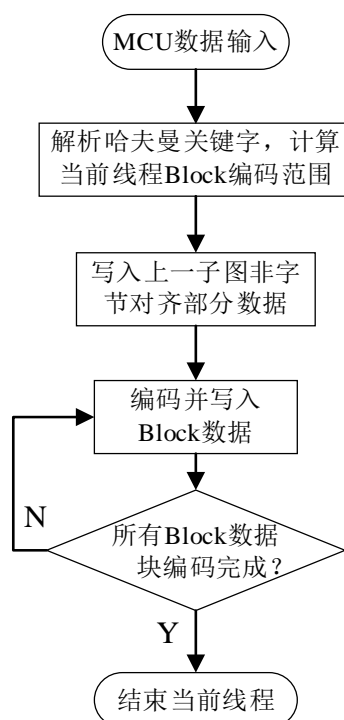 MCU数据输入
解析哈夫曼关键字，计算
当前线程Block编码范围
写入上一子图非字
节对齐部分数据
编码并写入
Block数据
N
所有Block数据
块编码完成？
Y
结束当前线程